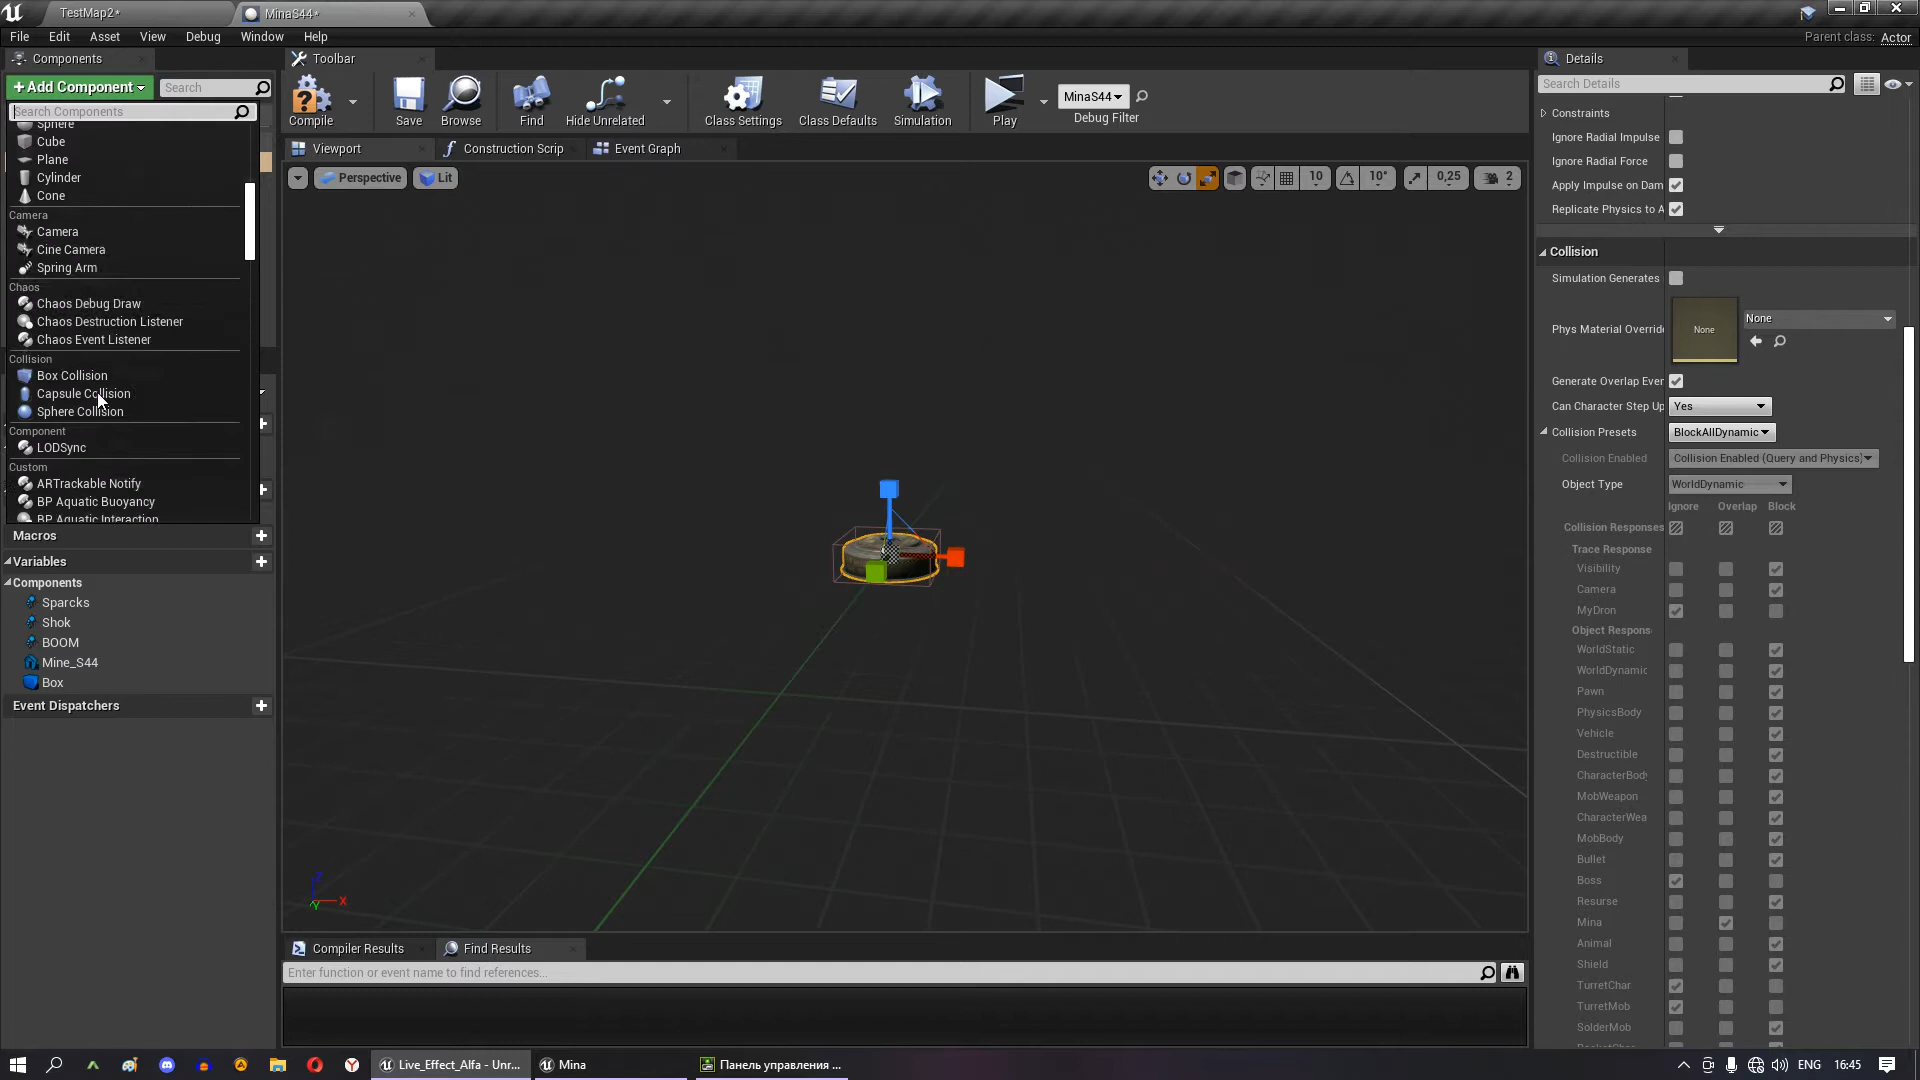 TestMap2*
MinaS44*
File Edit Asset View Debug Window Help
Parent class: Actor
Components
Toolbar
Details
+Add Component
Search
Search Components
Search Details
Compile
Save
Browse
Find
Hide Unrelated
Class Settings
Class Defaults
Simulation
Play
MinaS44
Debug Filter
Viewport
Construction Scrip
Event Graph
Perspective
Lit
10
10°
0,25
2
Sphere
Cube
Plane
Cylinder
Cone
Camera
Camera
Cine Camera
Spring Arm
Chaos
Chaos Debug Draw
Chaos Destruction Listener
Chaos Event Listener
Collision
Box Collision
Capsule Collision
Sphere Collision
Component
LODSync
Custom
ARTrackable Notify
BP Aquatic Buoyancy
BP Aquatic Interaction
Macros
Variables
Components
Sparcks
Shok
BOOM
Mine_S44
Box
Event Dispatchers
Z
X
Y
Compiler Results
Find Results
Enter function or event name to find references...
Constraints
Ignore Radial Impulse
Ignore Radial Force
Apply Impulse on Dam
Replicate Physics to A
Collision
Simulation Generates
Phys Material Override
None
None
Generate Overlap Ever
Can Character Step Up
Yes
Collision Presets
BlockAllDynamic
Collision Enabled
Collision Enabled (Query and Physics)
Object Type
WorldDynamic
Ignore Overlap Block
Collision Responses
Trace Response
Visibility
Camera
MyDron
Object Respons
WorldStatic
WorldDynamic
Pawn
PhysicsBody
Vehicle
Destructible
CharacterBody
MobWeapon
CharacterWea
MobBody
Bullet
Boss
Resurse
Mina
Animal
Shield
TurretChar
TurretMob
SolderMob
Live_Effect_Alfa - Unr...
Mina
Панель управления ...
ENG
16:45